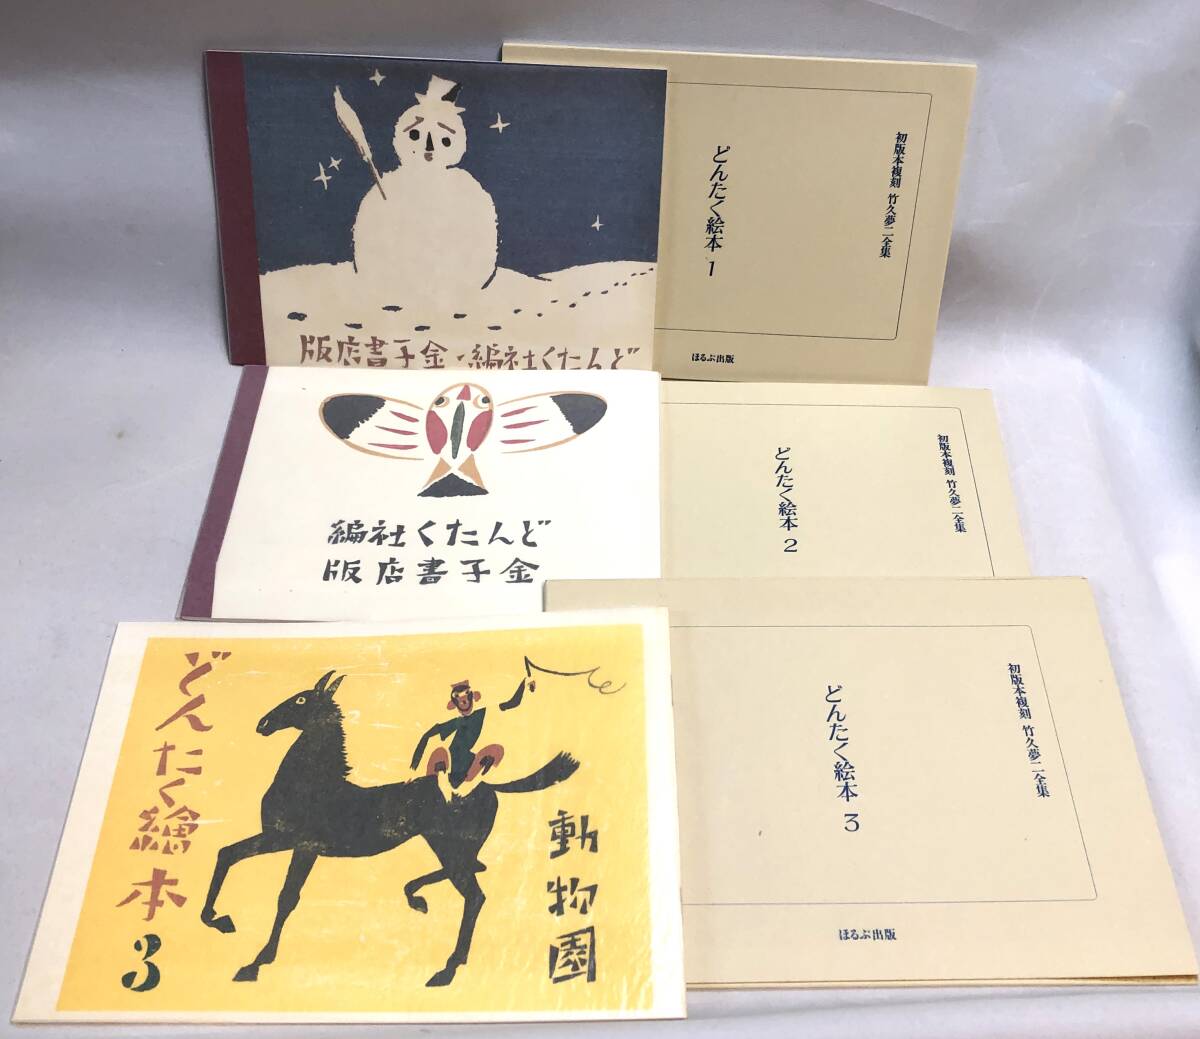 どんたく社編・金子書店版
初版本複刻 竹久夢二全集
どんたく絵本 1
ほるぷ出版
どんたく社編
金子書店版
初版本複刻 竹久夢二全集
どんたく絵本 2
どんたく繪本 3
動物園
初版本複刻 竹久夢二全集
どんたく絵本 3
ほるぷ出版